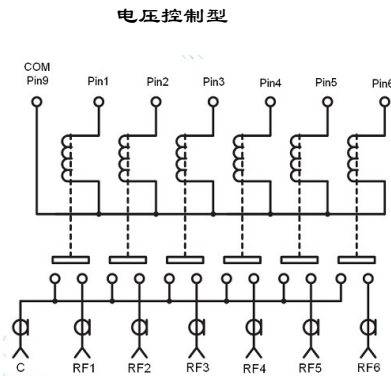 电压控制型
COM
Pin9 Pin1 Pin2 Pin3 Pin4 Pin5 Pin6
C RF1 RF2 RF3 RF4 RF5 RF6